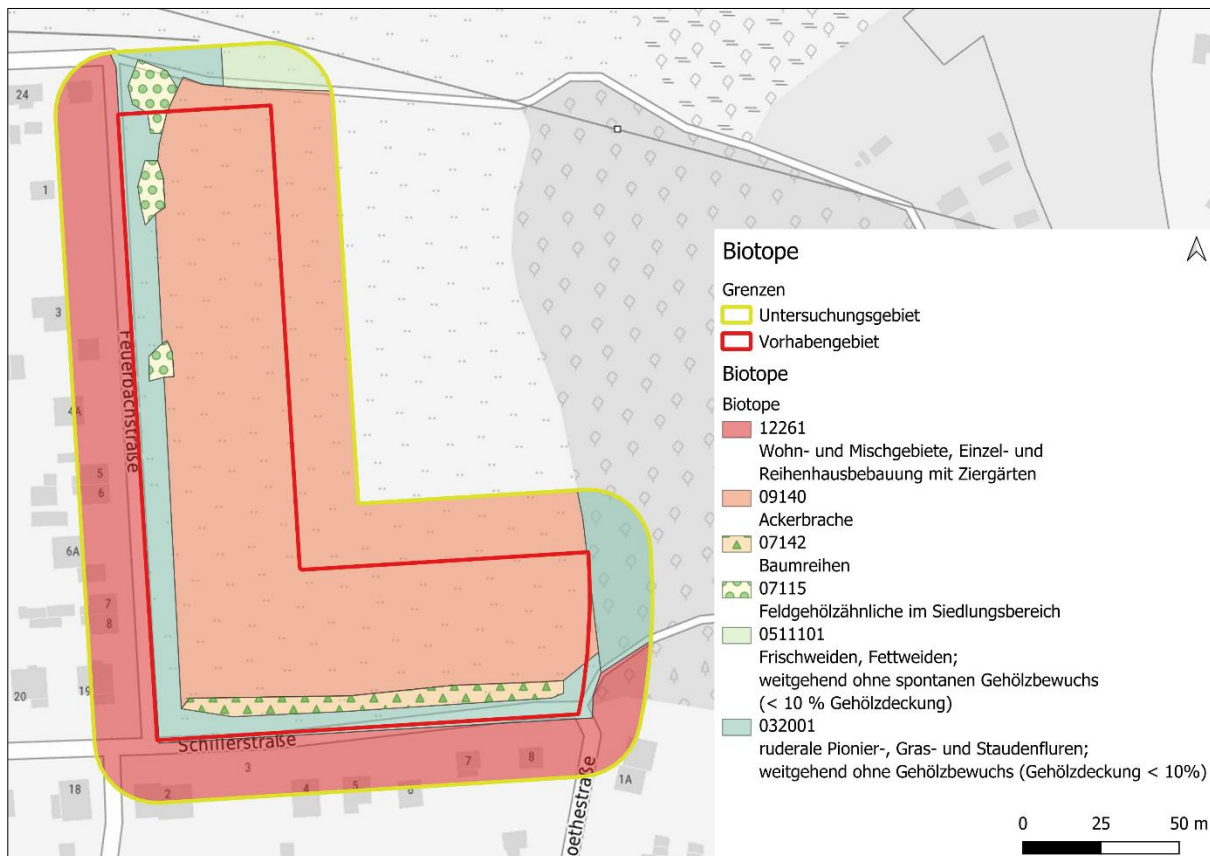 24
1
3
Feuerbachstraße
4A
5
6
6A
7
8
20
19
Schillerstraße
3
7
8
18
2
4
5
6
1A
oethestraße
Biotope
Grenzen
Untersuchungsgebiet
Vorhabengebiet
Biotope
Biotope
12261
Wohn- und Mischgebiete, Einzel- und
Reihenhausbebauung mit Ziergärten
09140
Ackerbrache
07142
Baumreihen
07115
Feldgehölzähnliche im Siedlungsbereich
0511101
Frischweiden, Fettweiden;
weitgehend ohne spontanen Gehölzbewuchs
(< 10 % Gehölzdeckung)
032001
ruderale Pionier-, Gras- und Staudenfluren;
weitgehend ohne Gehölzbewuchs (Gehölzdeckung < 10%)
0 25 50 m